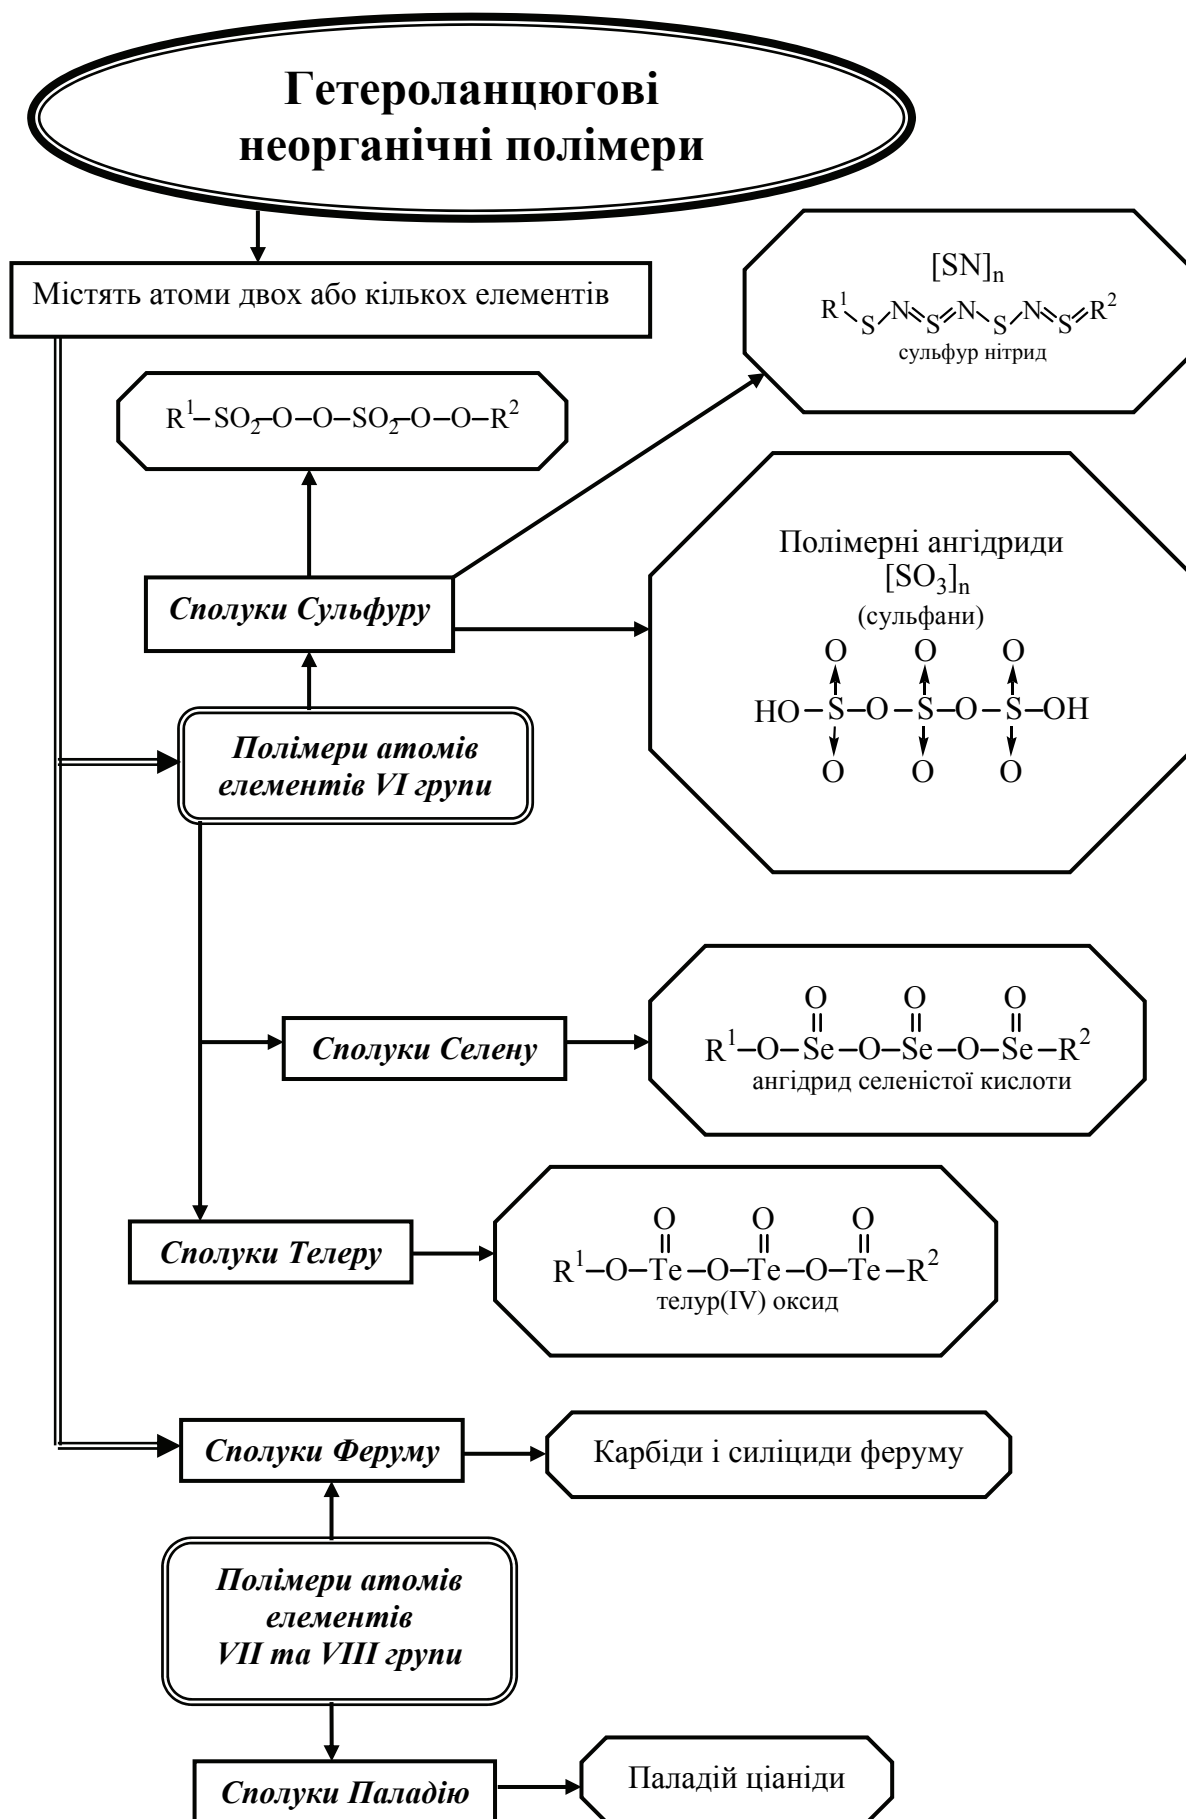 Гетероланцюгові
неорганічні полімери
Містять атоми двох або кількох елементів
[SN]n
R1 S N S N S N S R2
сульфур нітрид
R1–SO2–O–O–SO2–O–O–R2
Полімерні ангідриди
[SO3]n
(сульфани)
O O O
HO–S–O–S–O–S–OH
O O O
Сполуки Сульфуру
Полімери атомів
елементів VI групи
Сполуки Селену
O O O
R1–O–Se–O–Se–O–Se–R2
ангідрид селеністої кислоти
Сполуки Телеру
O O O
R1–O–Te–O–Te–O–Te–R2
телур(IV) оксид
Сполуки Феруму
Карбіди і силіциди феруму
Полімери атомів
елементів
VII та VIII групи
Сполуки Паладію
Паладій ціаніди